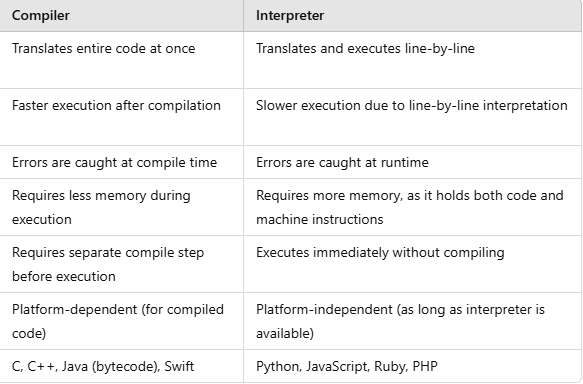 Compiler Interpreter
Translates entire code at once Translates and executes line-by-line
Faster execution after compilation Slower execution due to line-by-line interpretation
Errors are caught at compile time Errors are caught at runtime
Requires less memory during Requires more memory, as it holds both code and
execution machine instructions
Requires separate compile step Executes immediately without compiling
before execution
Platform-dependent (for compiled Platform-independent (as long as interpreter is
code) available)
C, C++, Java (bytecode), Swift Python, JavaScript, Ruby, PHP